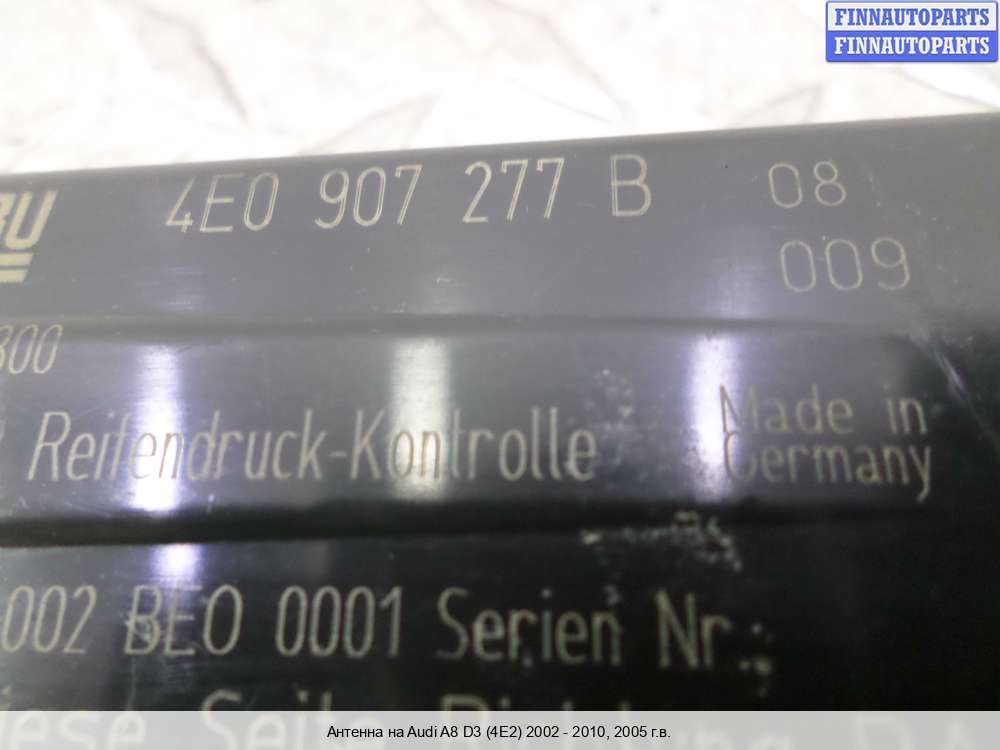 FINNAUTOPARTS
FINNAUTOPARTS
4E0 907 277 B 08
009
Reifendruck-Kontrolle
Made in
Germany
002 BE0 0001 Serien Nr.:
Seite
Антенна на Audi A8 D3 (4E2) 2002 - 2010, 2005 г.в.